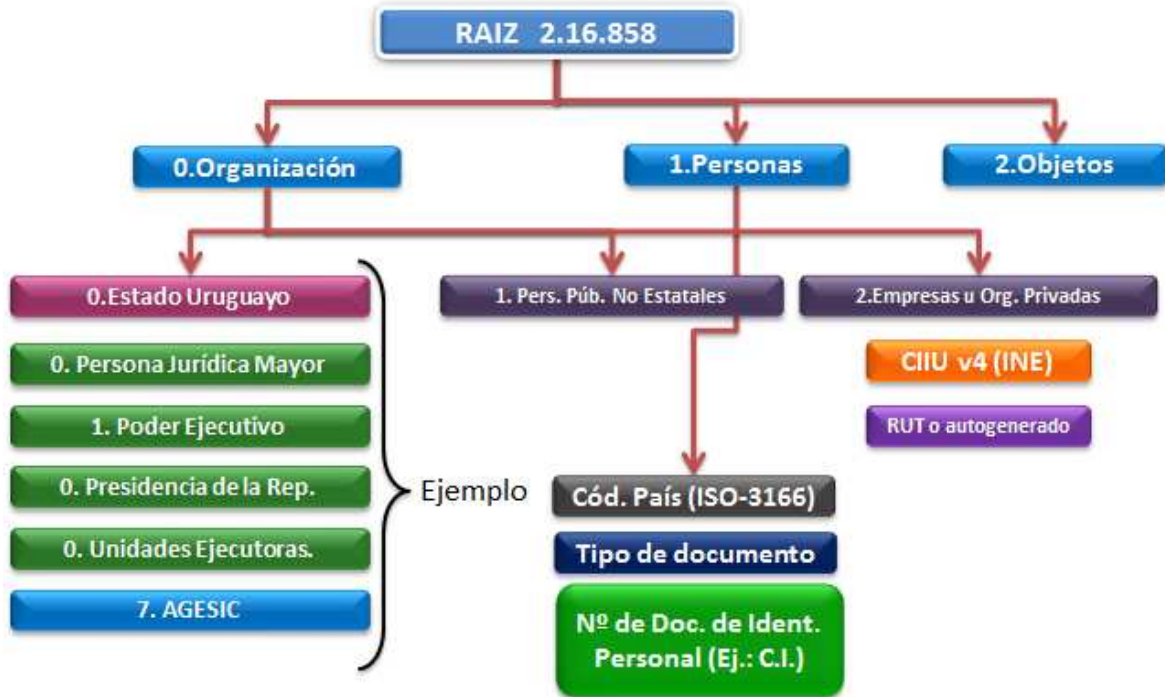 RAIZ 2.16.858
0.Organización
1.Personas
2.Objetos
0.Estado Uruguayo
1. Pers. Púb. No Estatales
2.Empresas u Org. Privadas
0. Persona Jurídica Mayor
CIIU v4 (INE)
1. Poder Ejecutivo
RUT o autogenerado
0. Presidencia de la Rep.
Ejemplo
Cód. País (ISO-3166)
0. Unidades Ejecutoras.
Tipo de documento
7. AGESIC
Nº de Doc. de Ident.
Personal (Ej.: C.I.)